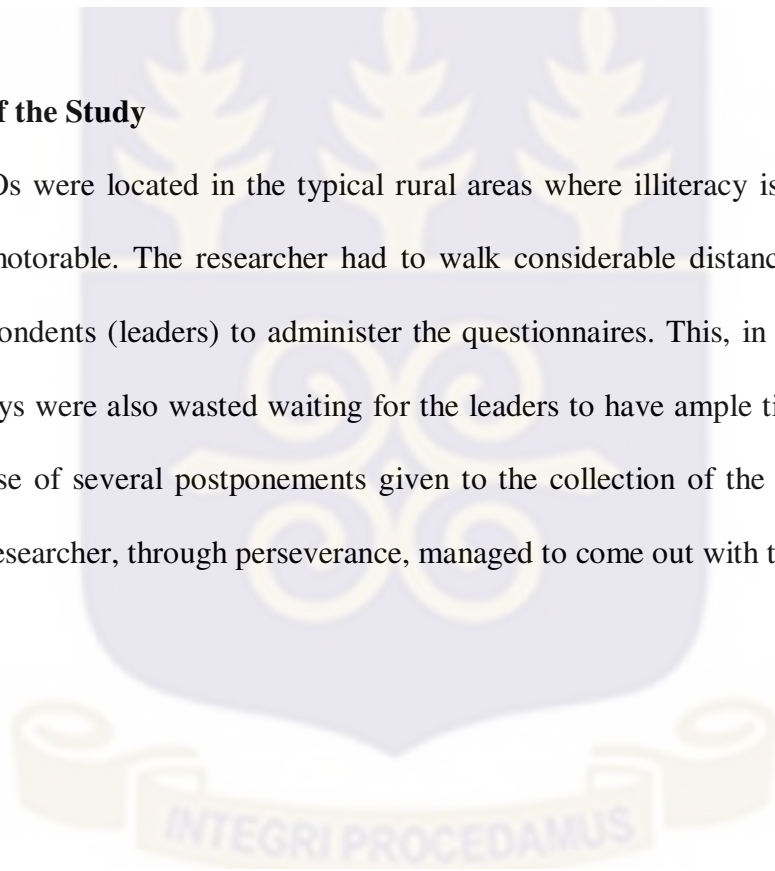 f the Study
Ds were located in the typical rural areas where illiteracy is
notorable. The researcher had to walk considerable distanc
ondents (leaders) to administer the questionnaires. This, in
ys were also wasted waiting for the leaders to have ample ti
se of several postponements given to the collection of the
esearcher, through perseverance, managed to come out with t
INTEGRI PROCEDAMUS